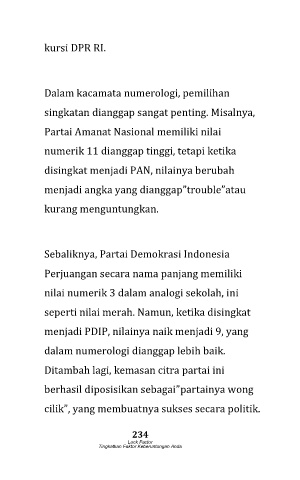 kursi DPR RI.
Dalam kacamata numerologi, pemilihan
singkatan dianggap sangat penting. Misalnya,
Partai Amanat Nasional memiliki nilai
numerik 11 dianggap tinggi, tetapi ketika
disingkat menjadi PAN, nilainya berubah
menjadi angka yang dianggap"trouble"atau
kurang menguntungkan.
Sebaliknya, Partai Demokrasi Indonesia
Perjuangan secara nama panjang memiliki
nilai numerik 3 dalam analogi sekolah, ini
seperti nilai merah. Namun, ketika disingkat
menjadi PDIP, nilainya naik menjadi 9, yang
dalam numerologi dianggap lebih baik.
Ditambah lagi, kemasan citra partai ini
berhasil diposisikan sebagai"partainya wong
cilik", yang membuatnya sukses secara politik.
234
Luck Factor
Tingkatkan Faktor Keberuntungan Anda